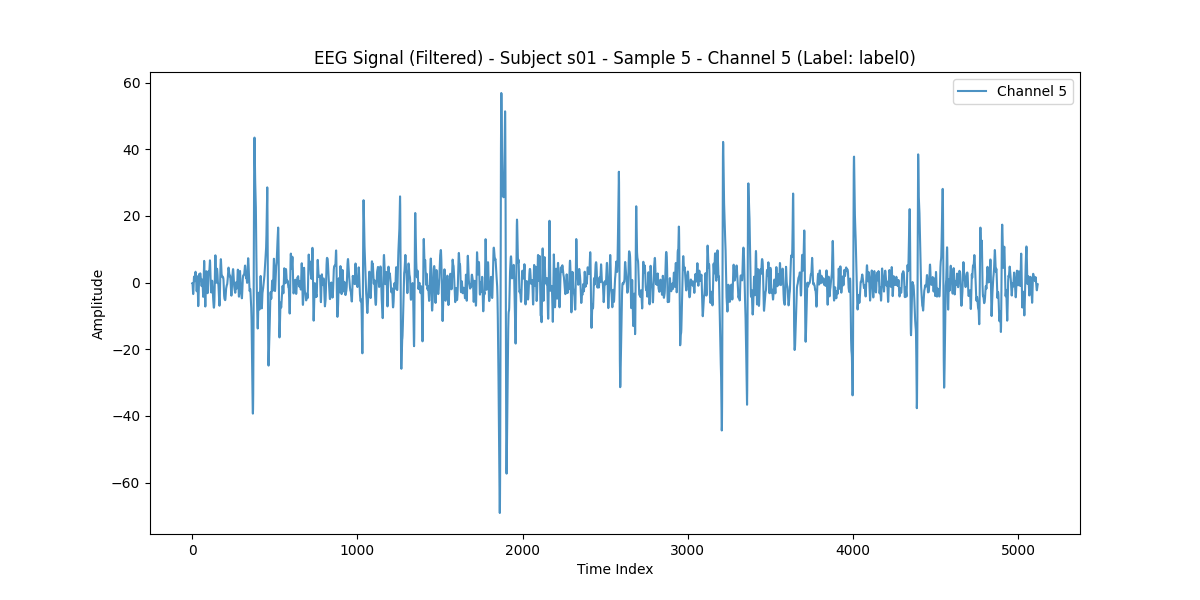 EEG Signal (Filtered) - Subject s01 - Sample 5 - Channel 5 (Label: label0)
Channel 5
60
40
20
0
−20
−40
−60
Amplitude
0 1000 2000 3000 4000 5000
Time Index